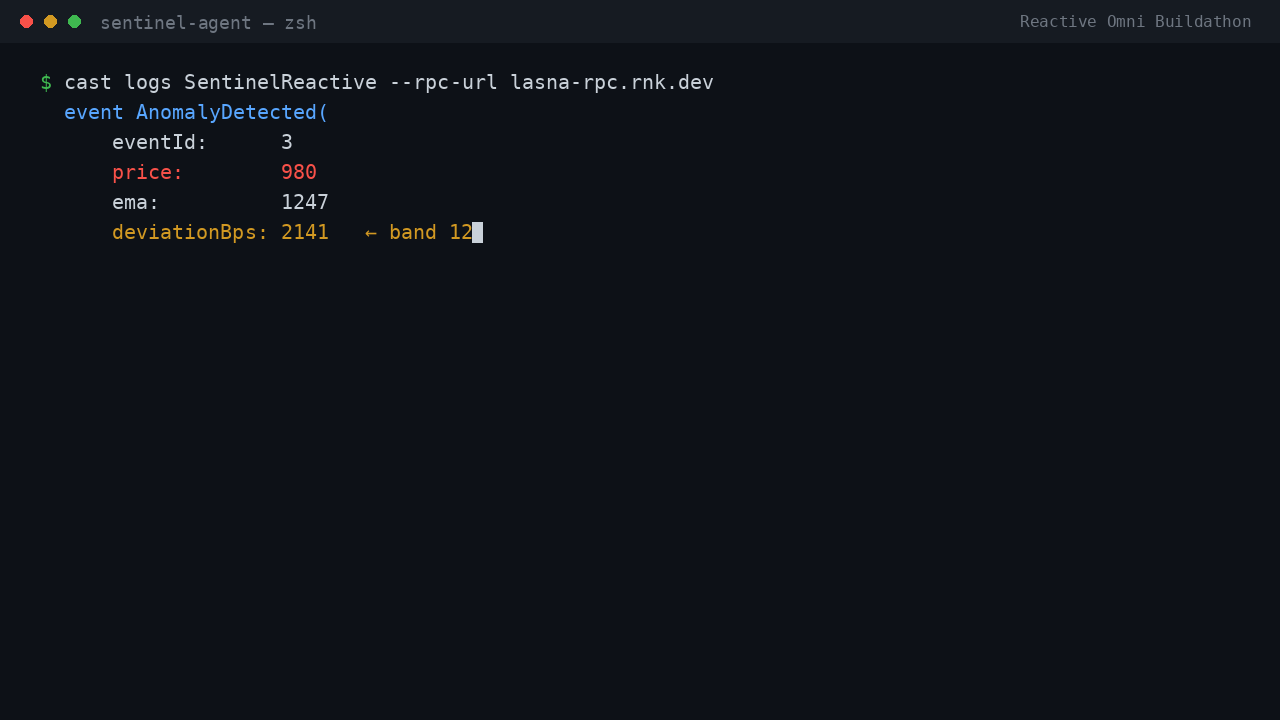 sentinel-agent — zsh
Reactive Omni Buildathon
$ cast logs SentinelReactive --rpc-url lasna-rpc.rnk.dev
event AnomalyDetected(
eventId: 3
price: 980
ema: 1247
deviationBps: 2141 ← band 12